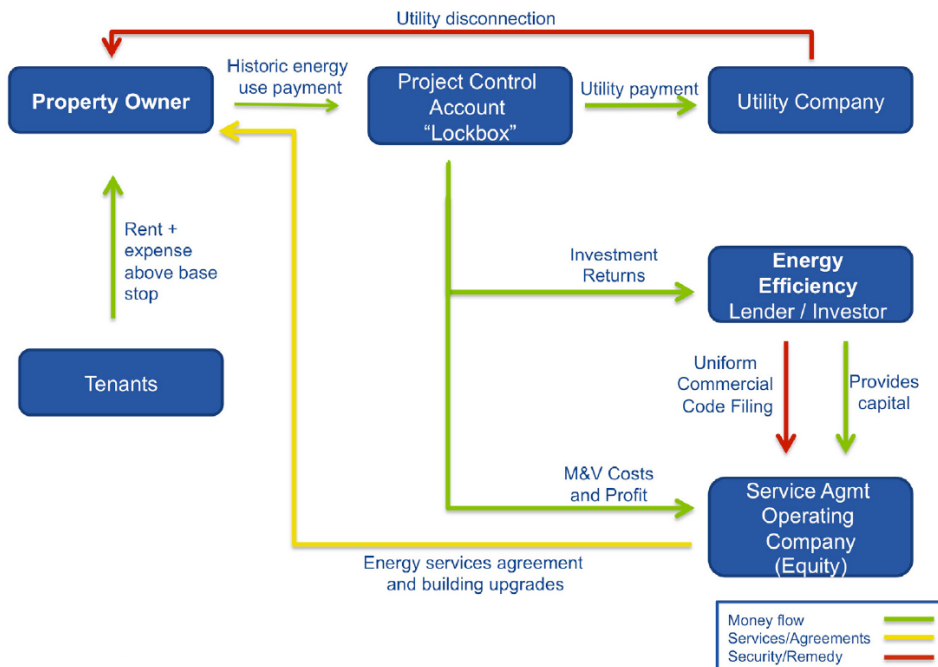 Utility disconnection
Property Owner
Historic energy
use payment
Project Control
Account
“Lockbox”
Utility payment
Utility Company
Rent +
expense
above base
stop
Investment
Returns
Energy
Efficiency
Lender / Investor
Tenants
Uniform
Commercial
Code Filing
Provides
capital
M&V Costs
and Profit
Service Agmt
Operating
Company
(Equity)
Energy services agreement
and building upgrades
Money flow
Services/Agreements
Security/Remedy